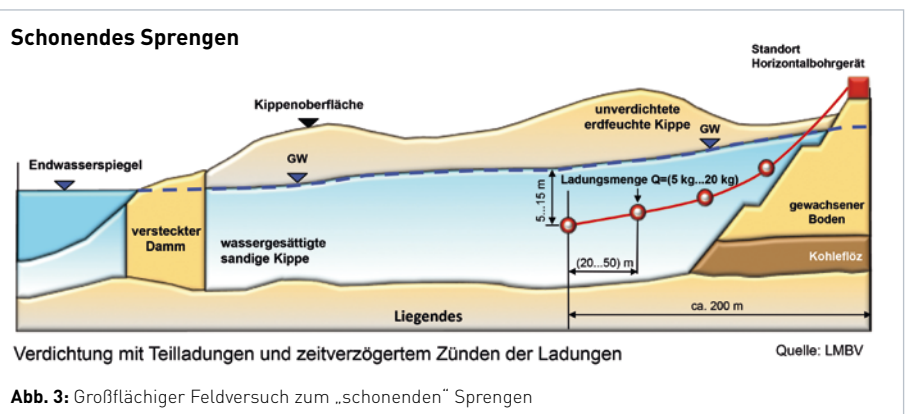 Schonendes Sprengen
Standort
Horizontalbohrgerät
Kippenoberfläche
unverdichtete
erdfeuchte Kippe
GW
Endwasserspiegel
GW
Ladungsmenge Q=(5 kg...20 kg)
5...15 m
versteckter
Damm
wassergesättigte
sandige Kippe
gewachsener
Boden
Kohleflöz
(20...50) m
ca. 200 m
Liegendes
Verdichtung mit Teilladungen und zeitverzögertem Zünden der Ladungen
Quelle: LMBV
Abb. 3: Großflächiger Feldversuch zum „schonenden“ Sprengen